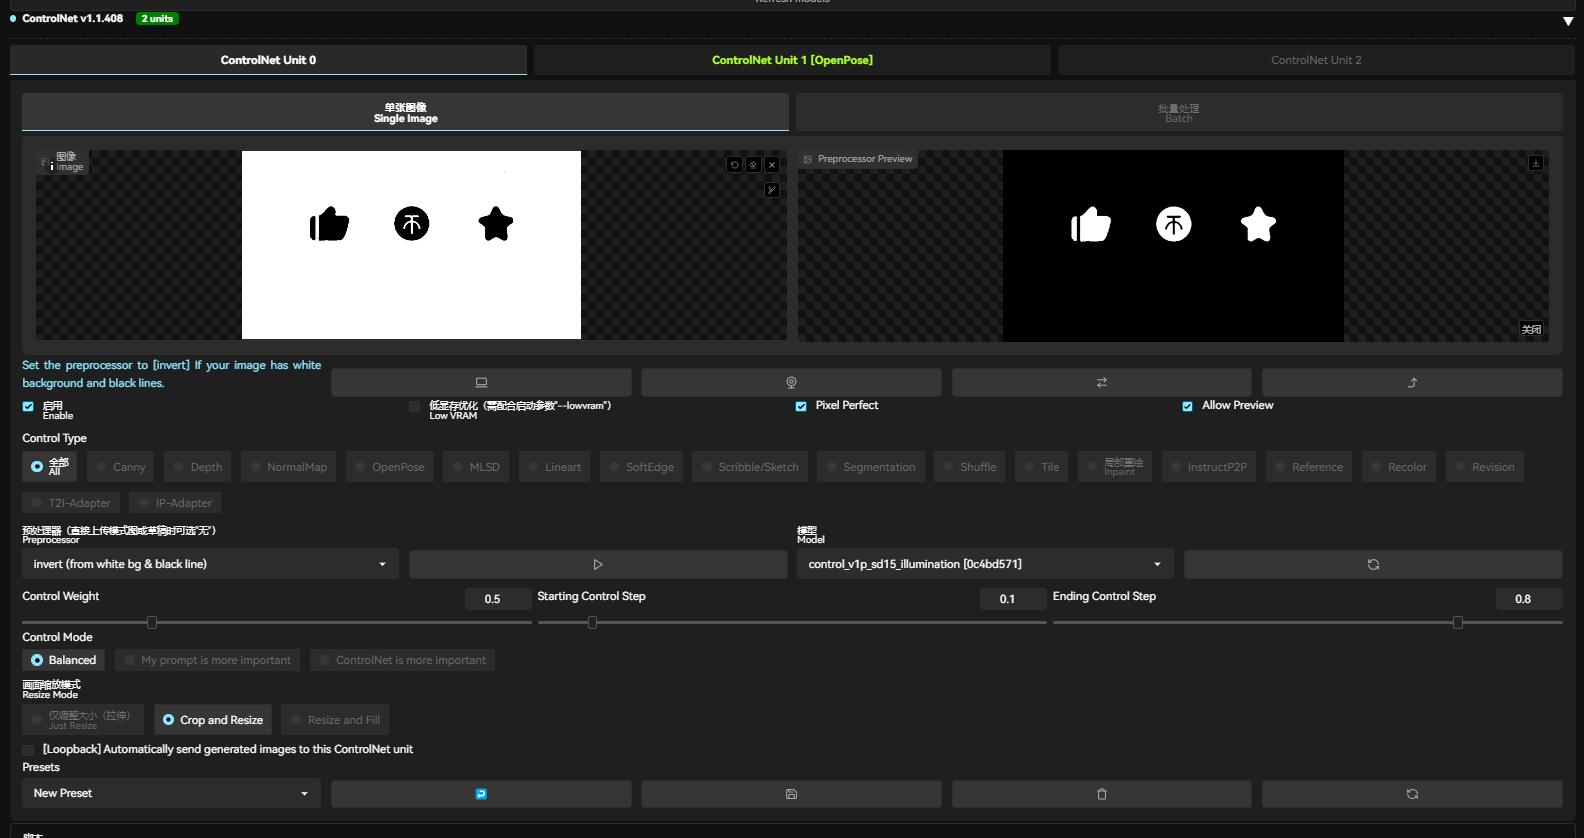 Refresh models
ControlNet v1.1.408
2 units
ControlNet Unit 0
ControlNet Unit 1 [OpenPose]
ControlNet Unit 2
单张图像
Single Image
批量处理
Batch
图像
Image
Preprocessor Preview
关闭
Set the preprocessor to [invert] If your image has white
background and black lines.
启用
Enable
低显存优化（需配合启动参数"--lowvram"）
Low VRAM
Pixel Perfect
Allow Preview
Control Type
全部
All
Canny
Depth
NormalMap
OpenPose
MLSD
Lineart
SoftEdge
Scribble/Sketch
Segmentation
Shuffle
Tile
局部重绘
Inpaint
InstructP2P
Reference
Recolor
Revision
T2I-Adapter
IP-Adapter
预处理器（直接上传模式图或草稿时可选"无"）
Preprocessor
模型
Model
invert (from white bg & black line)
control_v1p_sd15_illumination [0c4bd571]
Control Weight
0.5
Starting Control Step
0.1
Ending Control Step
0.8
Control Mode
Balanced
My prompt is more important
ControlNet is more important
画面缩放模式
Resize Mode
仅调整大小（拉伸）
Just Resize
Crop and Resize
Resize and Fill
[Loopback] Automatically send generated images to this ControlNet unit
Presets
New Preset